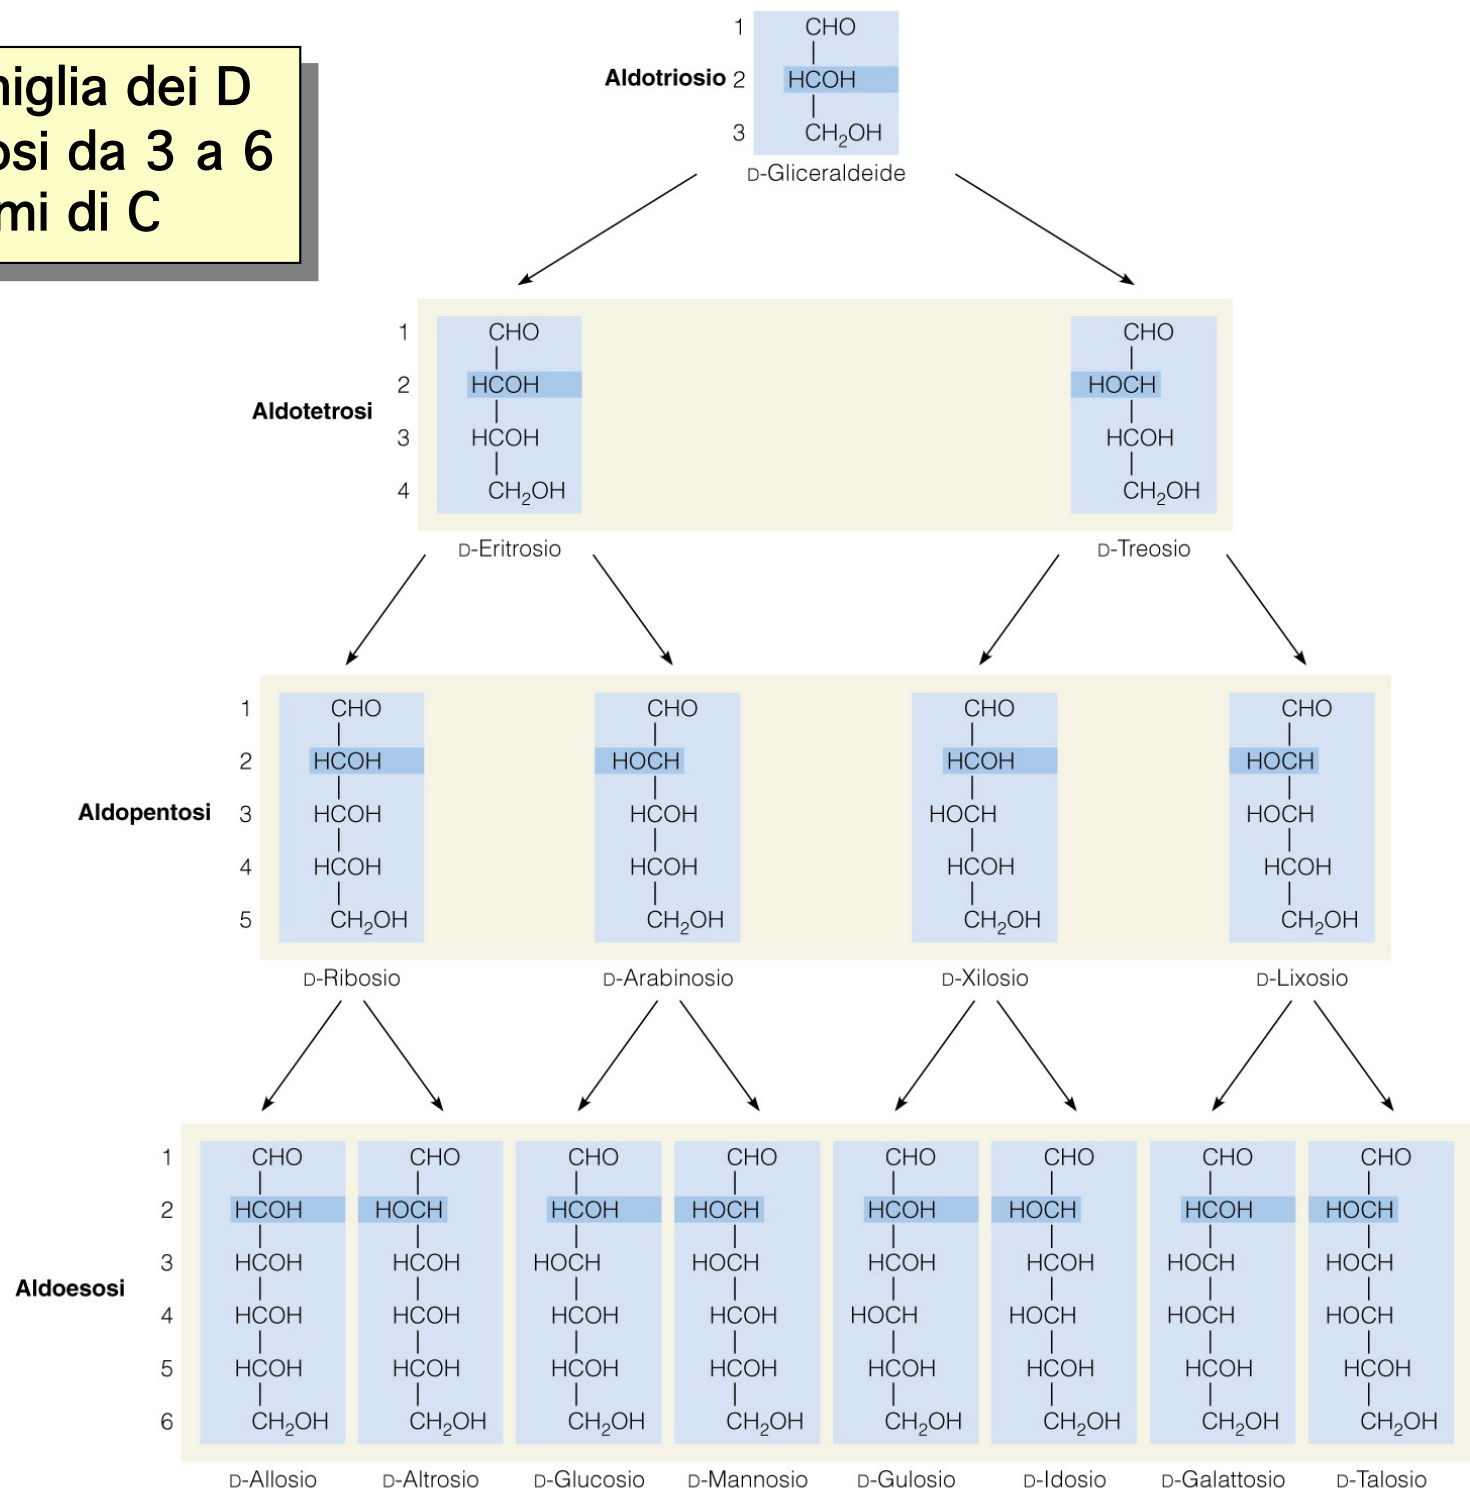 miglia dei D
osi da 3 a 6
mi di C
1 CHO
Aldotriosio 2 HCOH
3 CH₂OH
D-Gliceraldeide
1 CHO CHO
2 HCOH HOCH
Aldotetrosi
3 HCOH HCOH
4 CH₂OH CH₂OH
D-Eritrosio D-Treosio
1 CHO CHO CHO CHO
2 HCOH HOCH HCOH HOCH
Aldopentosi 3 HCOH HCOH HOCH HOCH
4 HCOH HCOH HCOH HCOH
5 CH₂OH CH₂OH CH₂OH CH₂OH
D-Ribosio D-Arabinosio D-Xilosio D-Lixosio
1 CHO CHO CHO CHO CHO CHO CHO CHO
2 HCOH HOCH HCOH HOCH HCOH HOCH HCOH HOCH
3 HCOH HCOH HOCH HOCH HCOH HCOH HOCH HOCH
Aldoesosi
4 HCOH HCOH HCOH HCOH HOCH HOCH HOCH HOCH
5 HCOH HCOH HCOH HCOH HCOH HCOH HCOH HCOH
6 CH₂OH CH₂OH CH₂OH CH₂OH CH₂OH CH₂OH CH₂OH CH₂OH
D-Allosio D-Altrosio D-Glucosio D-Mannosio D-Gulosio D-Idosio D-Galattosio D-Talosio